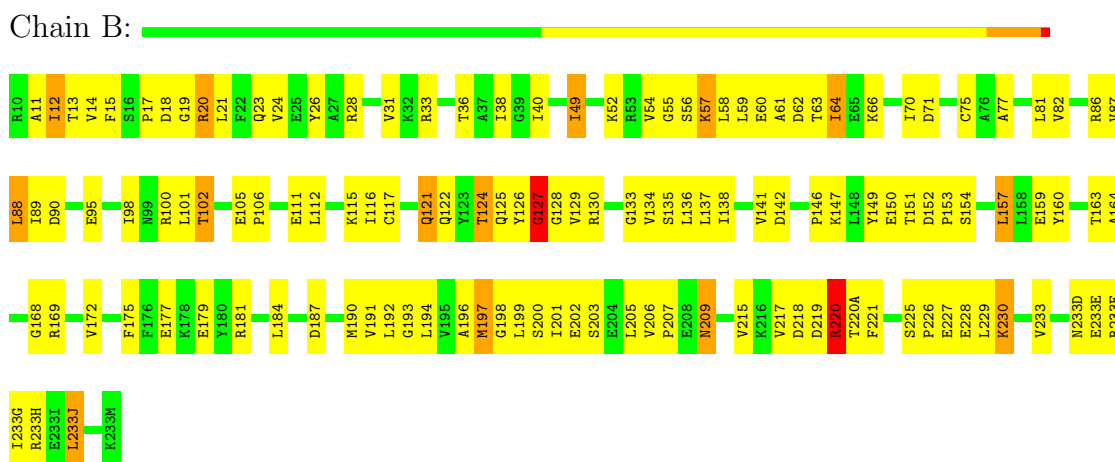 Chain B:
R10 A11 I12 T13 V14 F15 S16 P17 D18 G19 R20 L21 F22 Q23 V24 E25 Y26 A27 R28 V31 K32 R33 T36 A37 I38 G39 I40 I49 K52 R53 V54 G55 S56 K57 L58 L59 E60 A61 D62 T63 I64 E65 K66 I70 D71 C75 A76 A77 L81 V82 R86
L88 I89 D90 E95 I98 N99 R100 L101 T102 E105 P106 E111 L112 K115 I116 C117 Q121 Q122 Y123 T124 Q125 Y126 G127 G128 V129 R130 G133 V134 S135 L136 L137 I138 V141 D142 P146 K147 L148 Y149 E150 T151 D152 P153 S154 L157 L158 E159 Y160 T163
G168 R169 V172 F175 F176 E177 K178 E179 Y180 R181 L184 D187 M190 V191 L192 G193 L194 V195 A196 M197 G198 L199 S200 I201 E202 S203 E204 L205 V206 P207 E208 N209 V215 K216 V217 D218 D219 R220 T220A F221 S225 P226 E227 E228 L229 K230 V233 N233D E233E
I233G R233H E233I L233J K233M